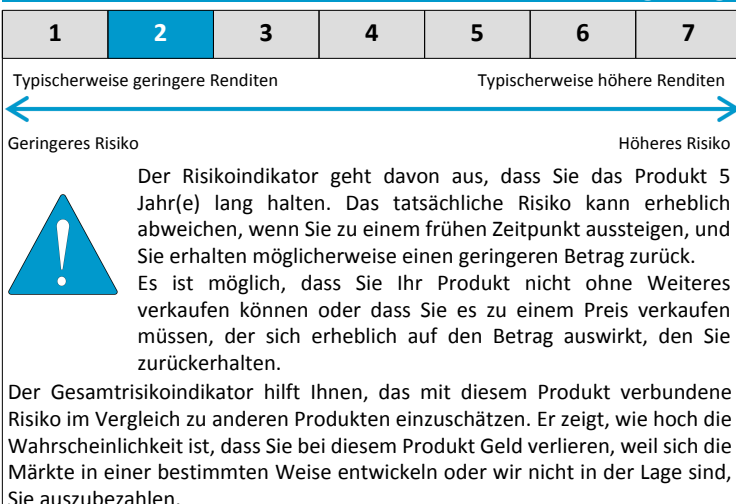 1 2 3 4 5 6 7
Typischerweise geringere Renditen Typischerweise höhere Renditen
Geringeres Risiko Höheres Risiko
Der Risikoindikator geht davon aus, dass Sie das Produkt 5
Jahr(e) lang halten. Das tatsächliche Risiko kann erheblich
abweichen, wenn Sie zu einem frühen Zeitpunkt aussteigen, und
Sie erhalten möglicherweise einen geringeren Betrag zurück.
Es ist möglich, dass Sie Ihr Produkt nicht ohne Weiteres
verkaufen können oder dass Sie es zu einem Preis verkaufen
müssen, der sich erheblich auf den Betrag auswirkt, den Sie
zurückerhalten.
Der Gesamtrisikoindikator hilft Ihnen, das mit diesem Produkt verbundene
Risiko im Vergleich zu anderen Produkten einzuschätzen. Er zeigt, wie hoch die
Wahrscheinlichkeit ist, dass Sie bei diesem Produkt Geld verlieren, weil sich die
Märkte in einer bestimmten Weise entwickeln oder wir nicht in der Lage sind,
Sie auszubezahlen.